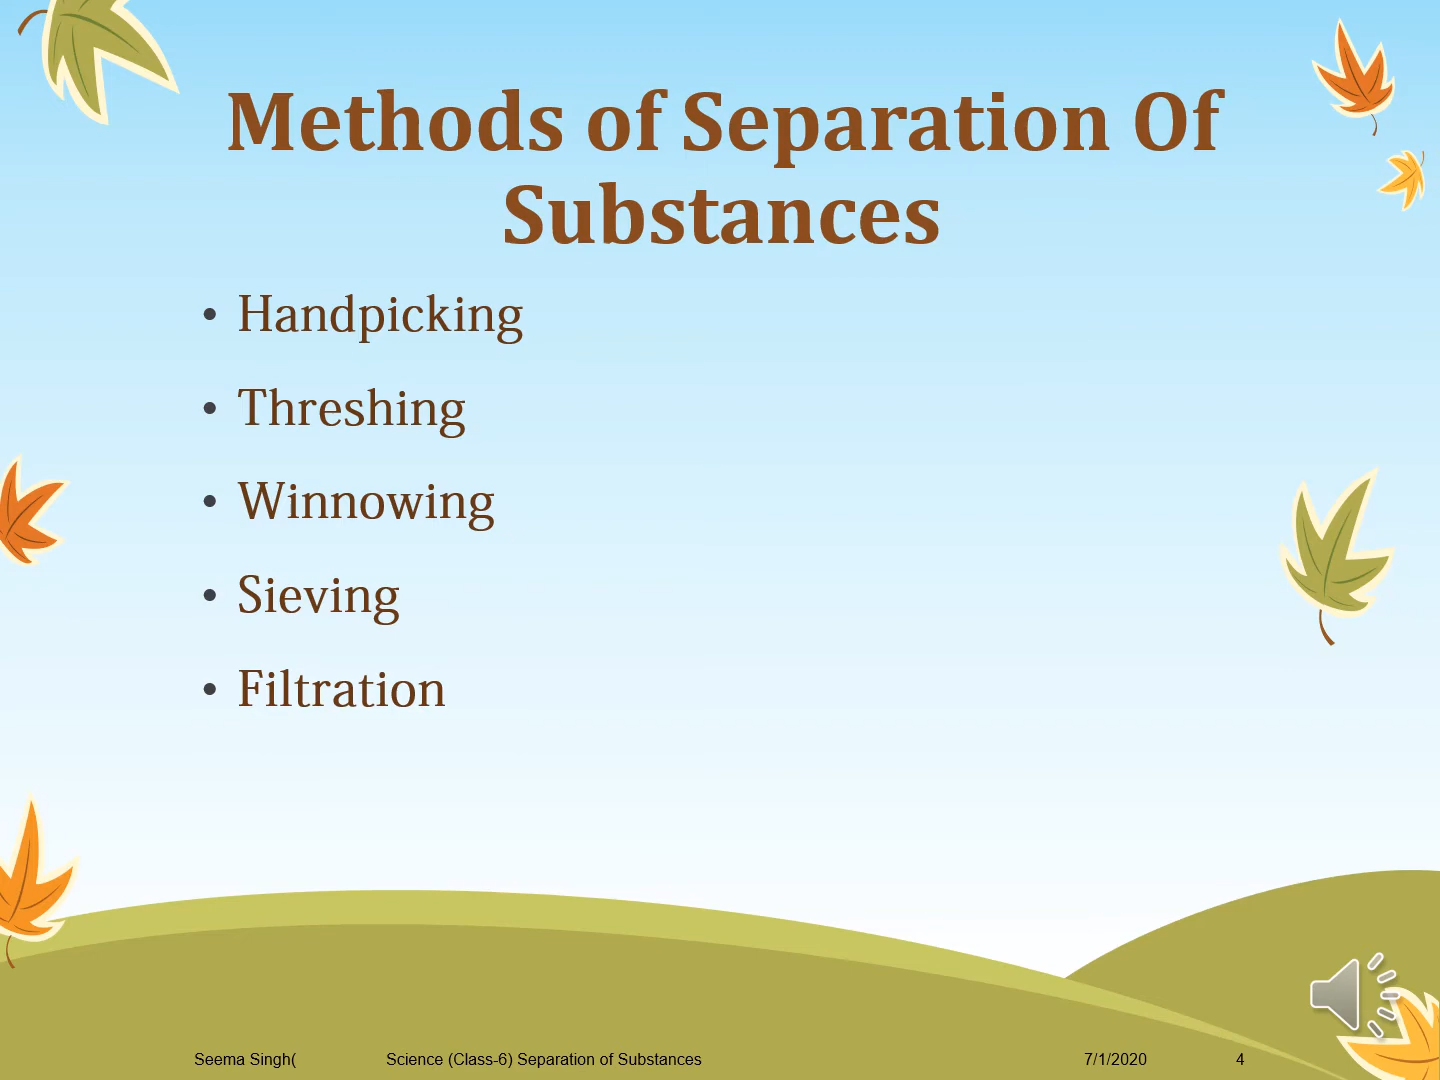 Methods of Separation Of
Substances
• Handpicking
• Threshing
• Winnowing
• Sieving
• Filtration
Seema Singh( Science (Class-6) Separation of Substances 7/1/2020 4